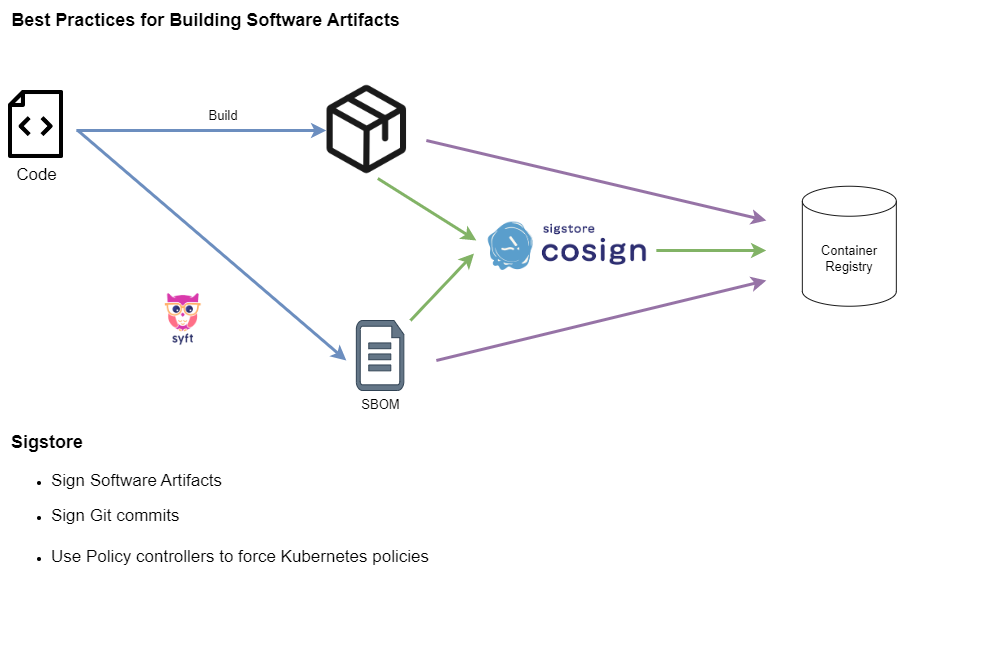 Best Practices for Building Software Artifacts
Build
Code
sigstore
cosign
Container
Registry
syft
SBOM
Sigstore
Sign Software Artifacts
Sign Git commits
Use Policy controllers to force Kubernetes policies